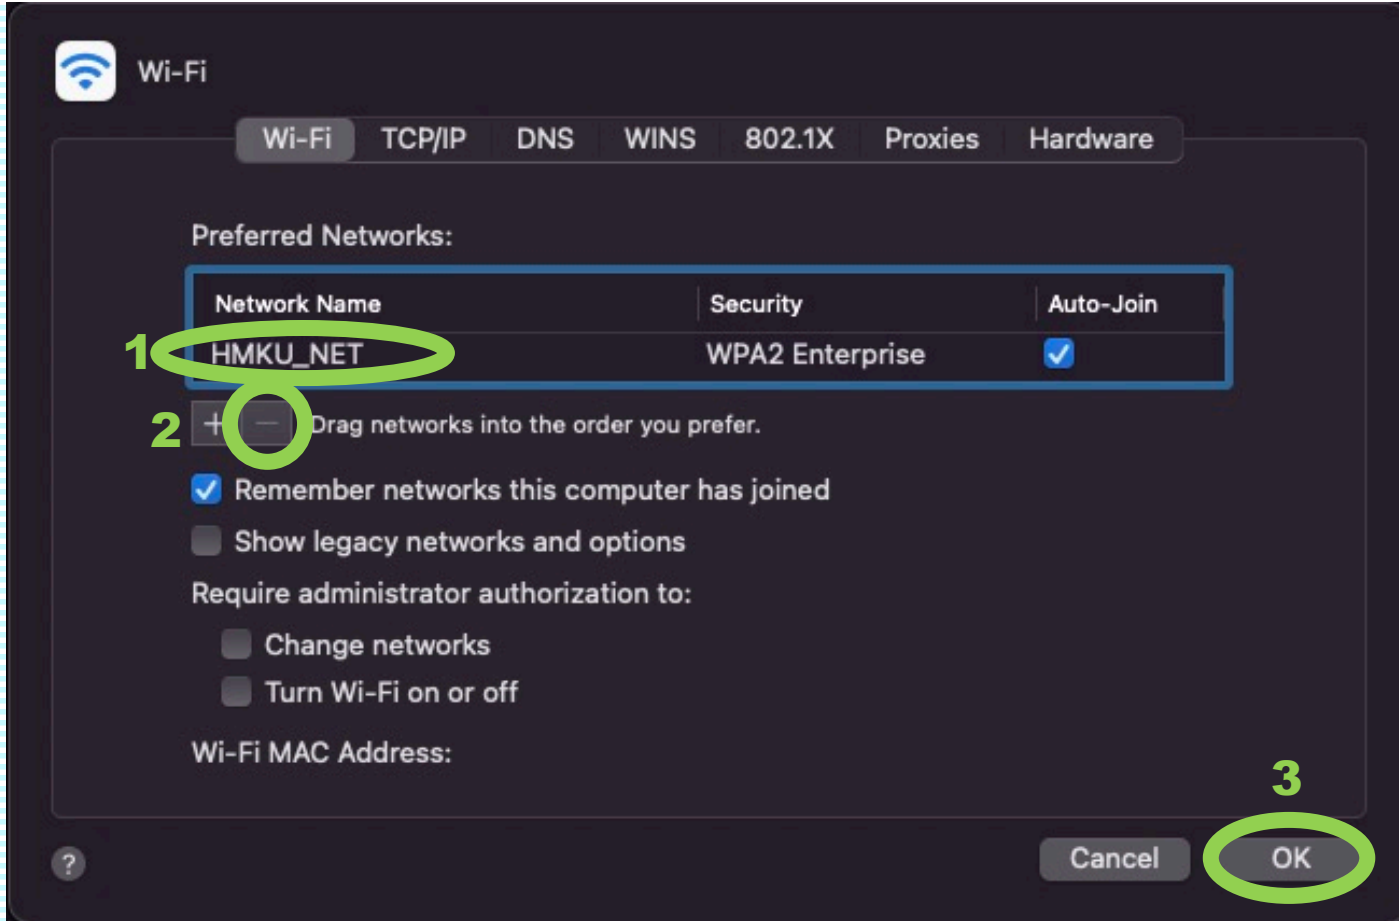 Wi-Fi
Wi-Fi TCP/IP DNS WINS 802.1X Proxies Hardware
Preferred Networks:
Network Name Security Auto-Join
1 HMKU_NET WPA2 Enterprise
2 + − Drag networks into the order you prefer.
Remember networks this computer has joined
Show legacy networks and options
Require administrator authorization to:
Change networks
Turn Wi-Fi on or off
Wi-Fi MAC Address:
3
? Cancel OK